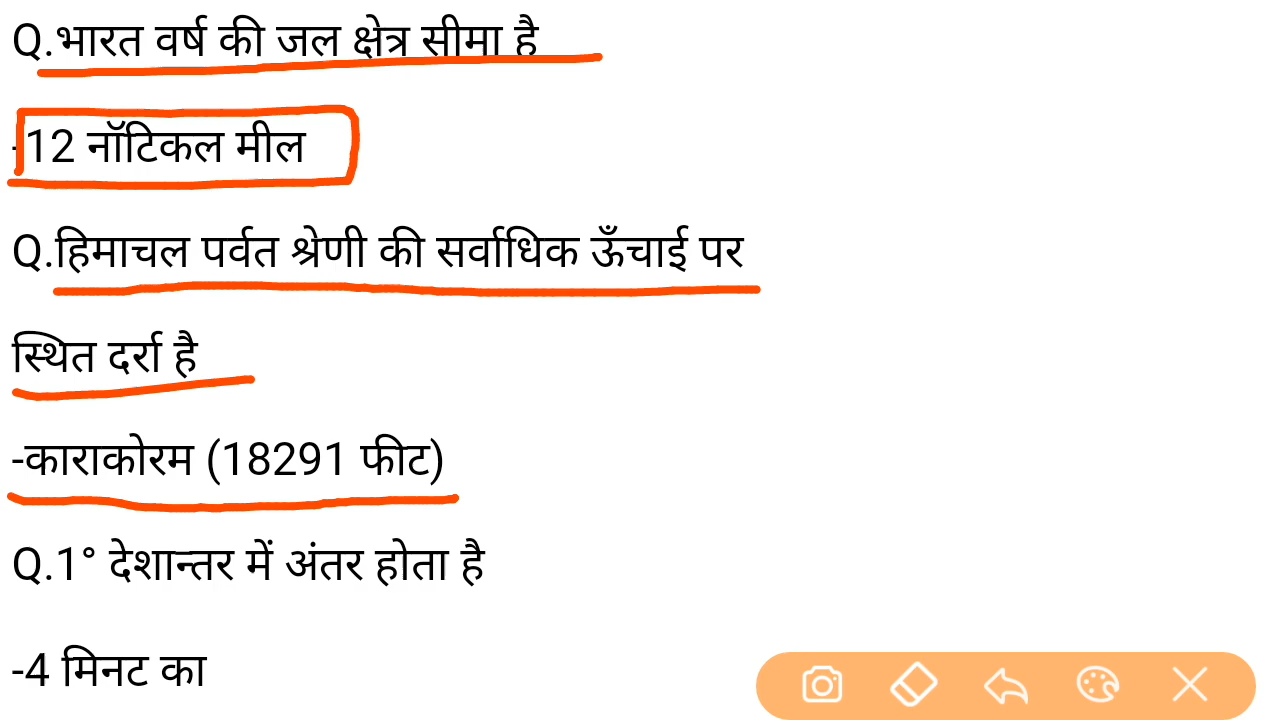 Q.भारत वर्ष की जल क्षेत्र सीमा है
-12 नॉटिकल मील
Q.हिमाचल पर्वत श्रेणी की सर्वाधिक ऊँचाई पर
स्थित दर्रा है
-काराकोरम (18291 फीट)
Q.1° देशान्तर में अंतर होता है
-4 मिनट का